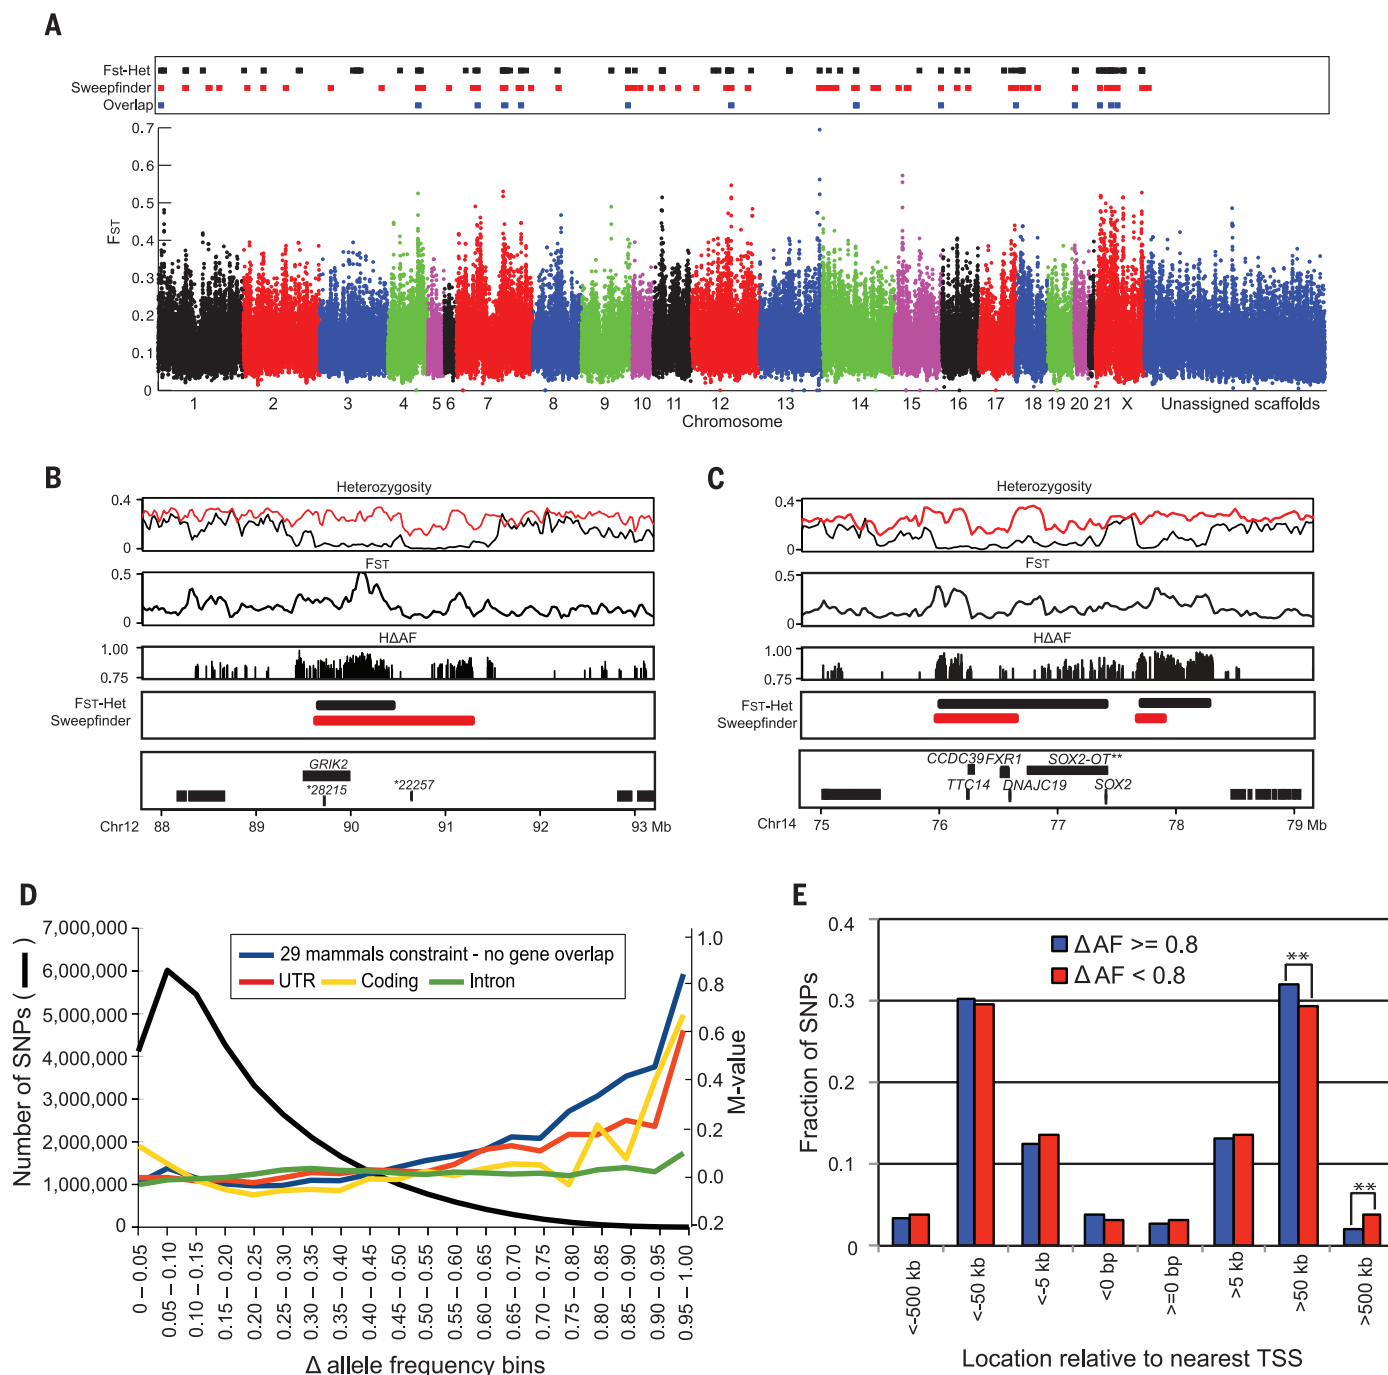 A
Fst-Het
Sweepfinder
Overlap
0.7
0.6
0.5
0.4
0.3
0.2
0.1
0
FST
1 2 3 4 5 6 7 8 9 10 11 12 13 14 15 16 17 18 19 20 21 X Unassigned scaffolds
Chromosome
B
Heterozygosity
0.4
0
FST
0.5
0
HΔAF
1.00
0.75
FST-Het
Sweepfinder
GRIK2
*28215
*22257
Chr12 88 89 90 91 92 93 Mb
C
Heterozygosity
0.4
0
FST
0.5
0
HΔAF
1.00
0.75
FST-Het
Sweepfinder
CCDC39 FXR1 SOX2-OT**
TTC14 DNAJC19 SOX2
Chr14 75 76 77 78 79 Mb
D
Number of SNPs ( )
7,000,000
6,000,000
5,000,000
4,000,000
3,000,000
2,000,000
1,000,000
0
29 mammals constraint - no gene overlap
UTR Coding Intron
1.0
0.8
0.6
0.4
0.2
0.0
0.2
M-value
0 – 0.05
0.05 – 0.10
0.10 – 0.15
0.15 – 0.20
0.20 – 0.25
0.25 – 0.30
0.30 – 0.35
0.35 – 0.40
0.40 – 0.45
0.45 – 0.50
0.50 – 0.55
0.55 – 0.60
0.60 – 0.65
0.65 – 0.70
0.70 – 0.75
0.75 – 0.80
0.80 – 0.85
0.85 – 0.90
0.90 – 0.95
0.95 – 1.00
Δ allele frequency bins
E
Fraction of SNPs
0.4
0.3
0.2
0.1
0
Δ AF >= 0.8
Δ AF < 0.8
**
**
<-500 kb
<-50 kb
<-5 kb
<0 bp
>=0 bp
>5 kb
>50 kb
>500 kb
Location relative to nearest TSS